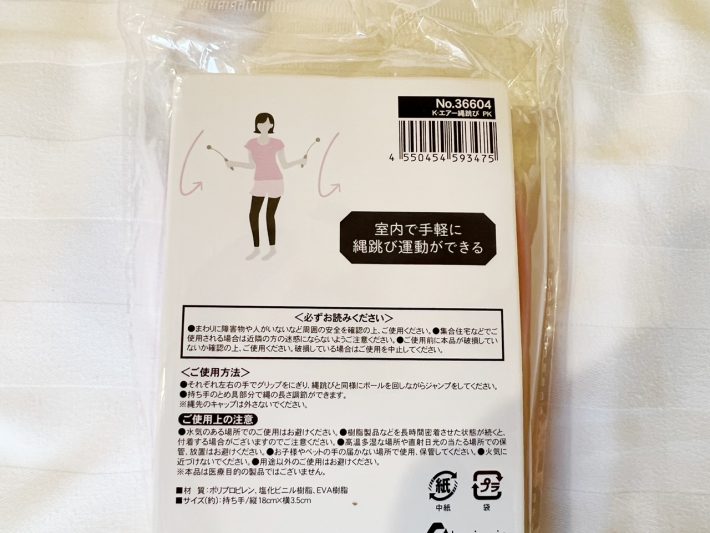 No.36604
K-エアー縄跳び PK
4 550454 593475
室内で手軽に
縄跳び運動ができる
＜必ずお読みください＞
●まわりに障害物や人がいないなど周囲の安全を確認の上、ご使用ください。●集合住宅などでご
使用される場合は近隣の方の迷惑にならないようご注意ください。●ご使用前に本品が破損してい
ないか確認の上、ご使用ください。破損している場合はご使用を中止してください。
＜ご使用方法＞
●それぞれ左右の手でグリップをにぎり、縄跳びと同様にボールを回しながらジャンプをしてください。
●持ち手のとめ具部分で縄の長さ調節ができます。
※縄先のキャップは外さないでください。
ご使用上の注意
●水気のある場所でのご使用はお避けください。●樹脂製品などを長時間密着させた状態が続くと、
付着する場合がございますのでご注意ください。●高温多湿な場所や直射日光の当たる場所での保
管、放置はお避けください。●お子様やペットの手の届かない場所で使用、保管してください。●火気に
近づけないでください。●用途以外のご使用はお避けください。
※本品は医療目的の製品ではございません。
■材質：ポリプロピレン、塩化ビニル樹脂、EVA樹脂
■サイズ(約)：持ち手/縦18cm×横3.5cm
紙
中紙
プラ
袋